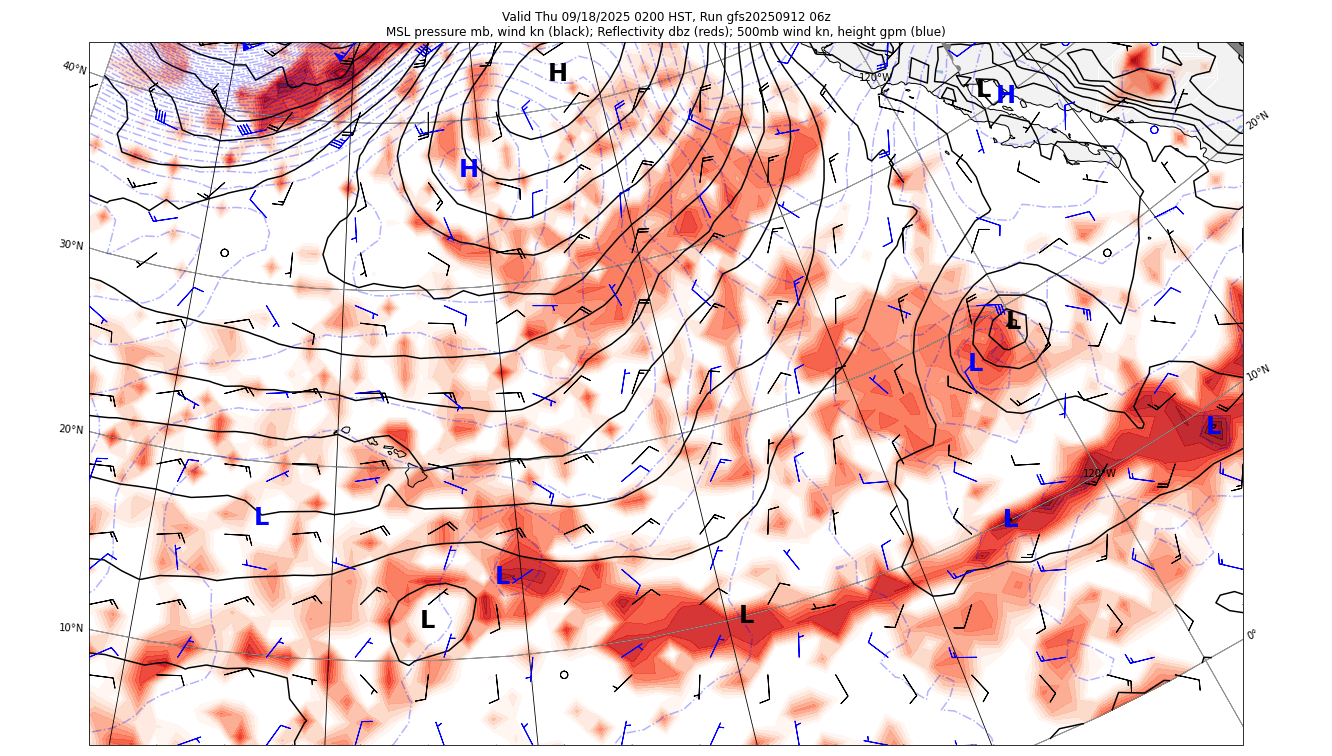 Valid Thu 09/18/2025 0200 HST, Run gfs20250912 06z
MSL pressure mb, wind kn (black); Reflectivity dbz (reds); 500mb wind kn, height gpm (blue)
H
40°N
120°W
L H
20°N
H
30°N
L
L
10°N
20°N
L
120°W
L
L
L
L
L
10°N
0°